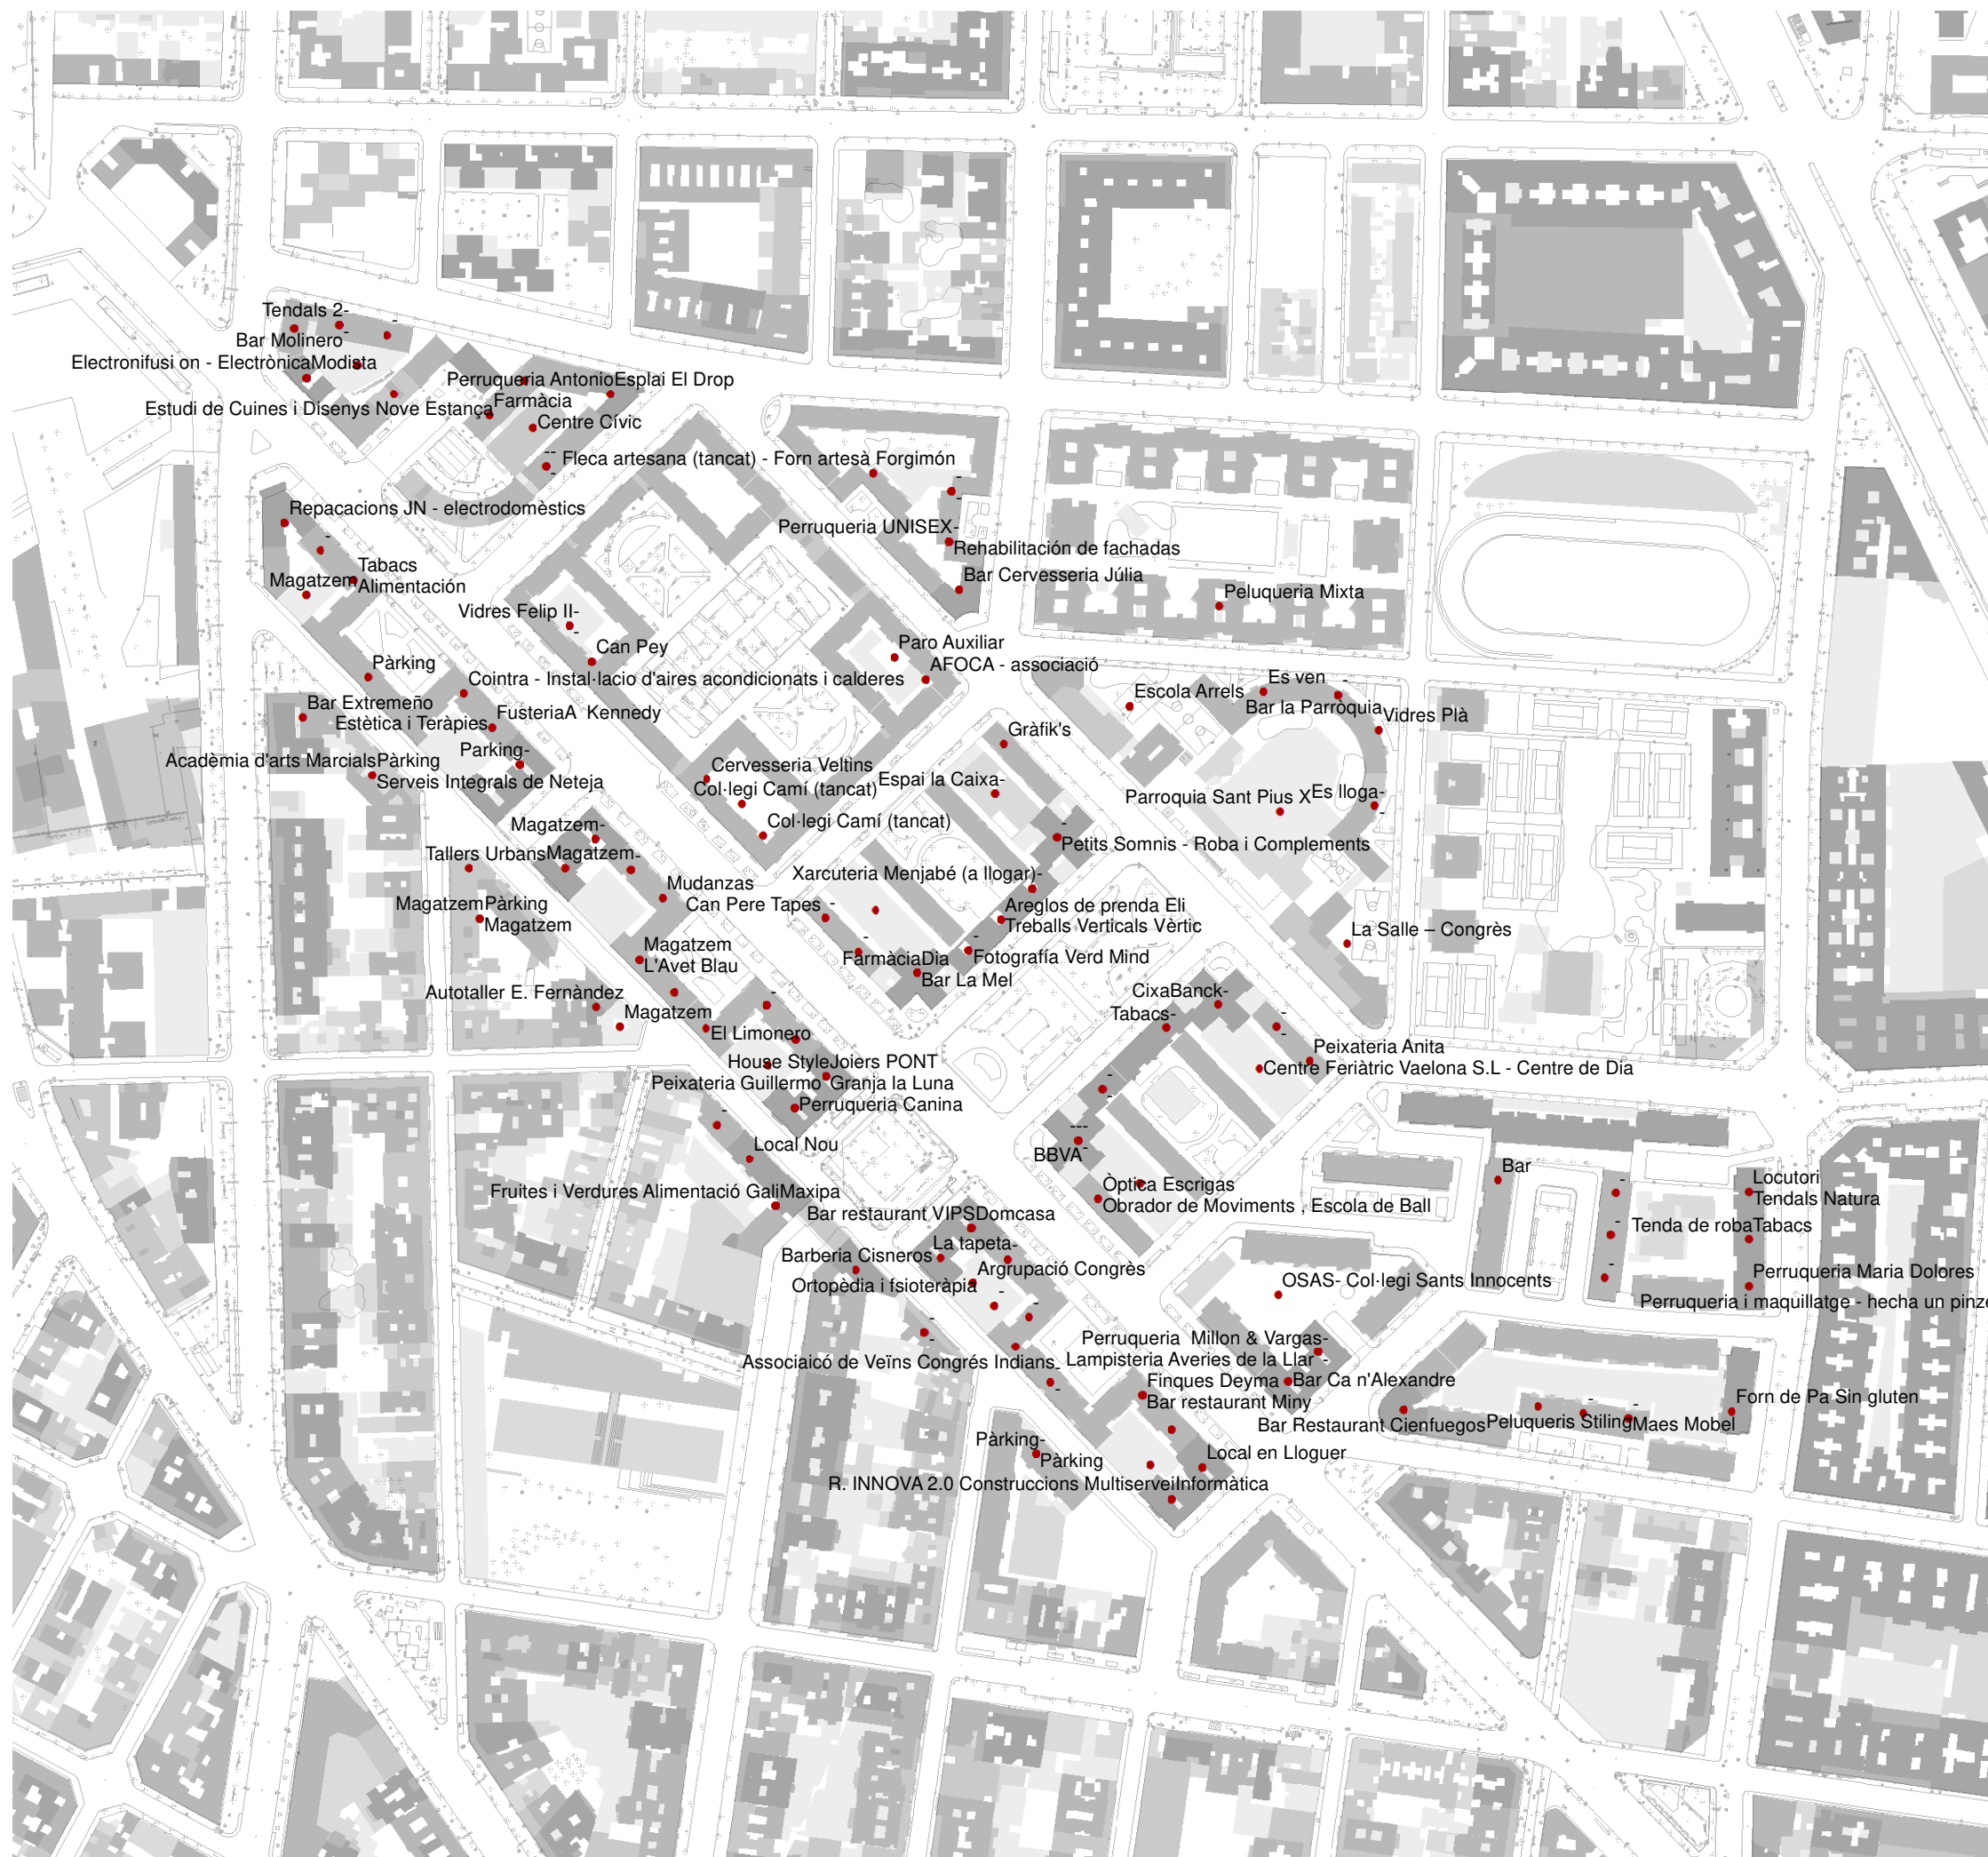 Tendals 2-
-
Bar Molinero-
Electronifusi on - ElectrònicaModista
Perruqueria AntonioEsplai El Drop
Estudi de Cuines i Disenys Nove Estança
Farmàcia
Centre Cívic
--
-
Fleca artesana (tancat) - Forn artesà Forgimón
-
-
Repacacions JN - electrodomèstics
-
Perruqueria UNISEX-
Rehabilitación de fachadas
Tabacs
Magatzem
Alimentación
Bar Cervesseria Júlia
Peluqueria Mixta
Vidres Felip II-
-
Can Pey
Paro Auxiliar
Pàrking
AFOCA - associació
Cointra - Instal·lacio d'aires acondicionats i calderes
Es ven
-
Escola Arrels
Bar la Parròquia
Vidres Plà
Bar Extremeño
FusteriaA  Kennedy
Estètica i Teràpies
Gràfik's
Parking-
Acadèmia d'arts MarcialsPàrking
Cervesseria Veltins
Serveis Integrals de Neteja
Espai la Caixa-
Col·legi Camí (tancat)
Es lloga-
-
Parroquia Sant Pius X
Col·legi Camí (tancat)
Magatzem-
-
Petits Somnis - Roba i Complements
Tallers UrbansMagatzem-
Xarcuteria Menjabé (a llogar)-
Mudanzas
MagatzemPàrking
Can Pere Tapes
-
Areglos de prenda Eli
Magatzem
Treballs Verticals Vèrtic
La Salle – Congrès
Magatzem
-
-
L'Avet Blau
FarmàciaDia
Fotografía Verd Mind
Bar La Mel
Autotaller E. Fernàndez
CixaBanck-
-
Magatzem
Tabacs-
-
-
El Limonero
Peixateria Anita
House StyleJoiers PONT
Centre Feriàtric Vaelona S.L - Centre de Dia
Peixateria Guillermo
Granja la Luna
-
-
Perruqueria Canina
-
---
Local Nou
BBVA-
Bar
-
Locutori
Òptica Escrigas
Fruites i Verdures Alimentació GaliMaxipa
Tendals Natura
Obrador de Moviments , Escola de Ball
Bar restaurant VIPSDomcasa
-
Tenda de robaTabacs
La tapeta-
Barberia Cisneros
-
Argrupació Congrès
Perruqueria Maria Dolores
OSAS- Col·legi Sants Innocents
Ortopèdia i fsioteràpia
-
Perruqueria i maquillatge - hecha un pinz
-
-
-
Perruqueria  Millon & Vargas-
Associaicó de Veïns Congrés Indians-
-
Lampisteria Averies de la Llar -
Finques Deyma
Bar Ca n'Alexandre
Bar restaurant Miny
-
-
Forn de Pa Sin gluten
Bar Restaurant Cienfuegos
Peluqueris Stiling
Maes Mobel
Pàrking-
Pàrking
Local en Lloguer
R. INNOVA 2.0 Construccions MultiserveiInformàtica